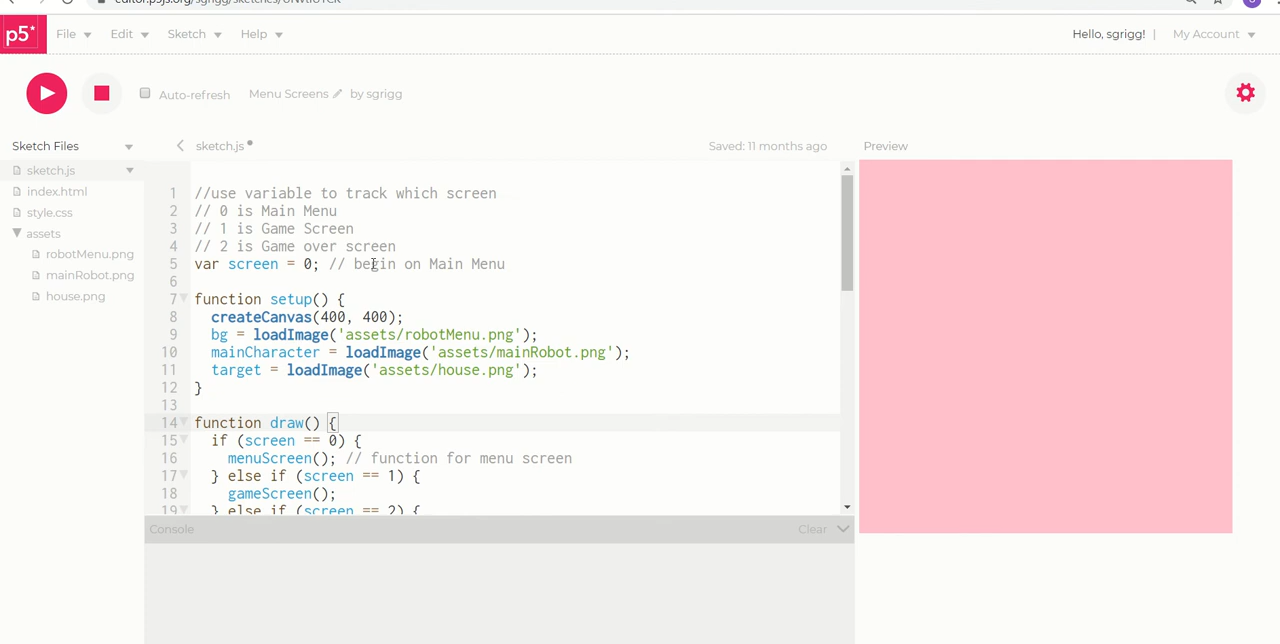 p5*
File
Edit
Sketch
Help
Hello, sgrigg! |
My Account
Auto-refresh
Menu Screens
by sgrigg
Sketch Files
sketch.js
Saved: 11 months ago
Preview
sketch.js
index.html
style.css
assets
robotMenu.png
mainRobot.png
house.png
1 //use variable to track which screen
2 // 0 is Main Menu
3 // 1 is Game Screen
4 // 2 is Game over screen
5 var screen = 0; // begin on Main Menu
6
7 function setup() {
8 createCanvas(400, 400);
9 bg = loadImage('assets/robotMenu.png');
10 mainCharacter = loadImage('assets/mainRobot.png');
11 target = loadImage('assets/house.png');
12 }
13
14 function draw() {
15 if (screen == 0) {
16 menuScreen(); // function for menu screen
17 } else if (screen == 1) {
18 gameScreen();
19 } else if (screen == 2) {
Console
Clear